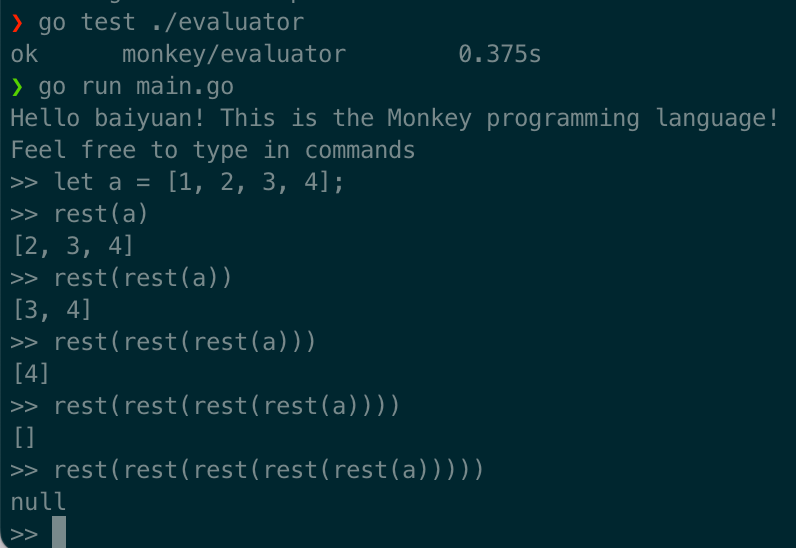 ❯ go test ./evaluator
ok      monkey/evaluator        0.375s
❯ go run main.go
Hello baiyuan! This is the Monkey programming language!
Feel free to type in commands
>> let a = [1, 2, 3, 4];
>> rest(a)
[2, 3, 4]
>> rest(rest(a))
[3, 4]
>> rest(rest(rest(a)))
[4]
>> rest(rest(rest(rest(a))))
[]
>> rest(rest(rest(rest(rest(a)))))
null
>>